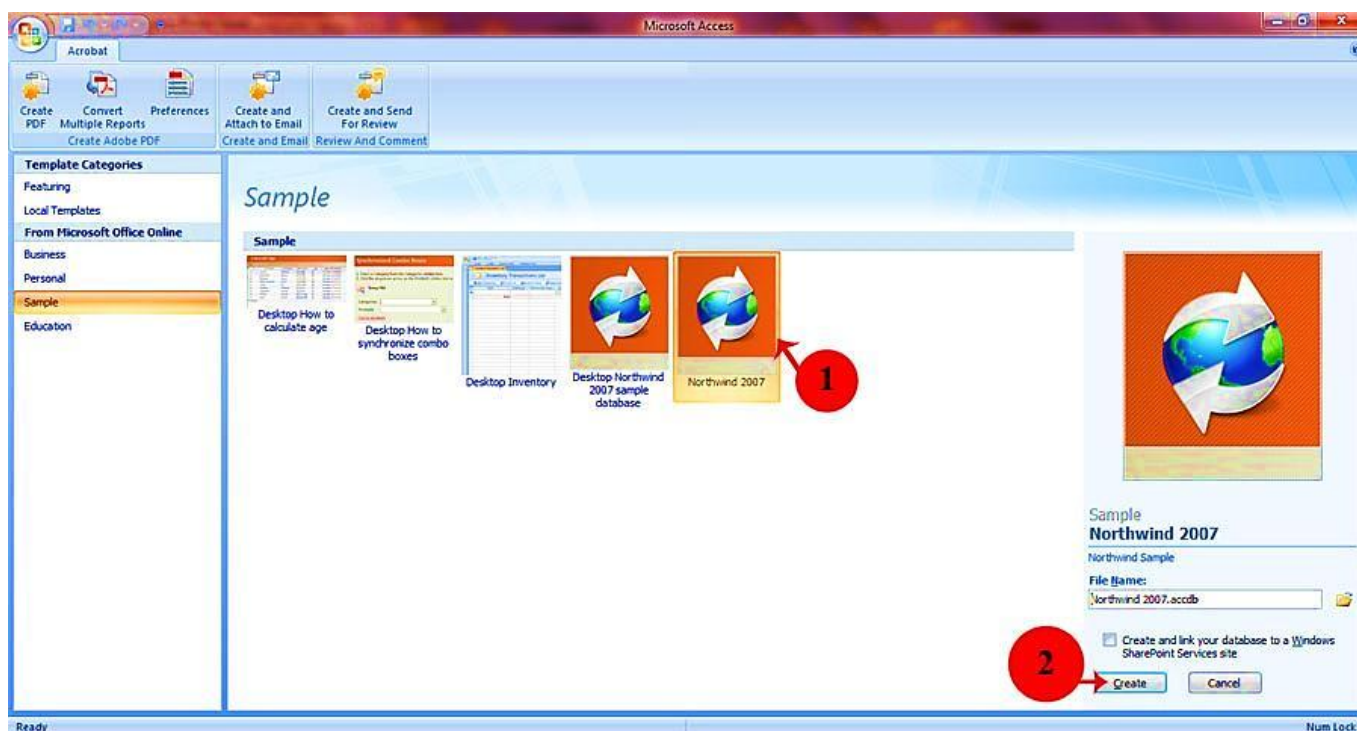 Microsoft Access
Acrobat
Create
PDF
Convert
Multiple Reports
Preferences
Create and
Attach to Email
Create and Send
For Review
Create Adobe PDF
Create and Email
Review And Comment
Template Categories
Featuring
Local Templates
From Microsoft Office Online
Business
Personal
Sample
Education
Sample
Sample
Desktop How to
calculate age
Desktop How to
synchronize combo
boxes
Desktop Inventory
Desktop Northwind
2007 sample
database
Northwind 2007
1
Sample
Northwind 2007
Northwind Sample
File Name:
Northwind 2007.accdb
Create and link your database to a Windows
SharePoint Services site
2
Create
Cancel
Ready
Num Lock